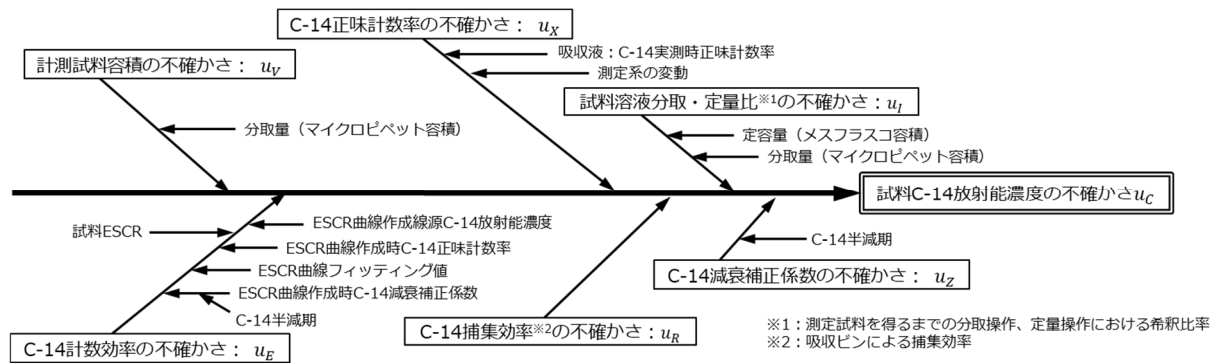 C-14正味計数率の不確かさ： u_X
吸収液：C-14実測時正味計数率
測定系の変動
計測試料容積の不確かさ： u_V
分取量（マイクロピペット容積）
試料溶液分取・定量比※1の不確かさ：u_I
定容量（メスフラスコ容積）
分取量（マイクロピペット容積）
試料C-14放射能濃度の不確かさu_C
試料ESCR
ESCR曲線作成線源C-14放射能濃度
ESCR曲線作成時C-14正味計数率
ESCR曲線フィッティング値
ESCR曲線作成時C-14減衰補正係数
C-14半減期
C-14計数効率の不確かさ： u_E
C-14捕集効率※2の不確かさ：u_R
C-14半減期
C-14減衰補正係数の不確かさ： u_Z
※1：測定試料を得るまでの分取操作、定量操作における希釈比率
※2：吸収ビンによる捕集効率